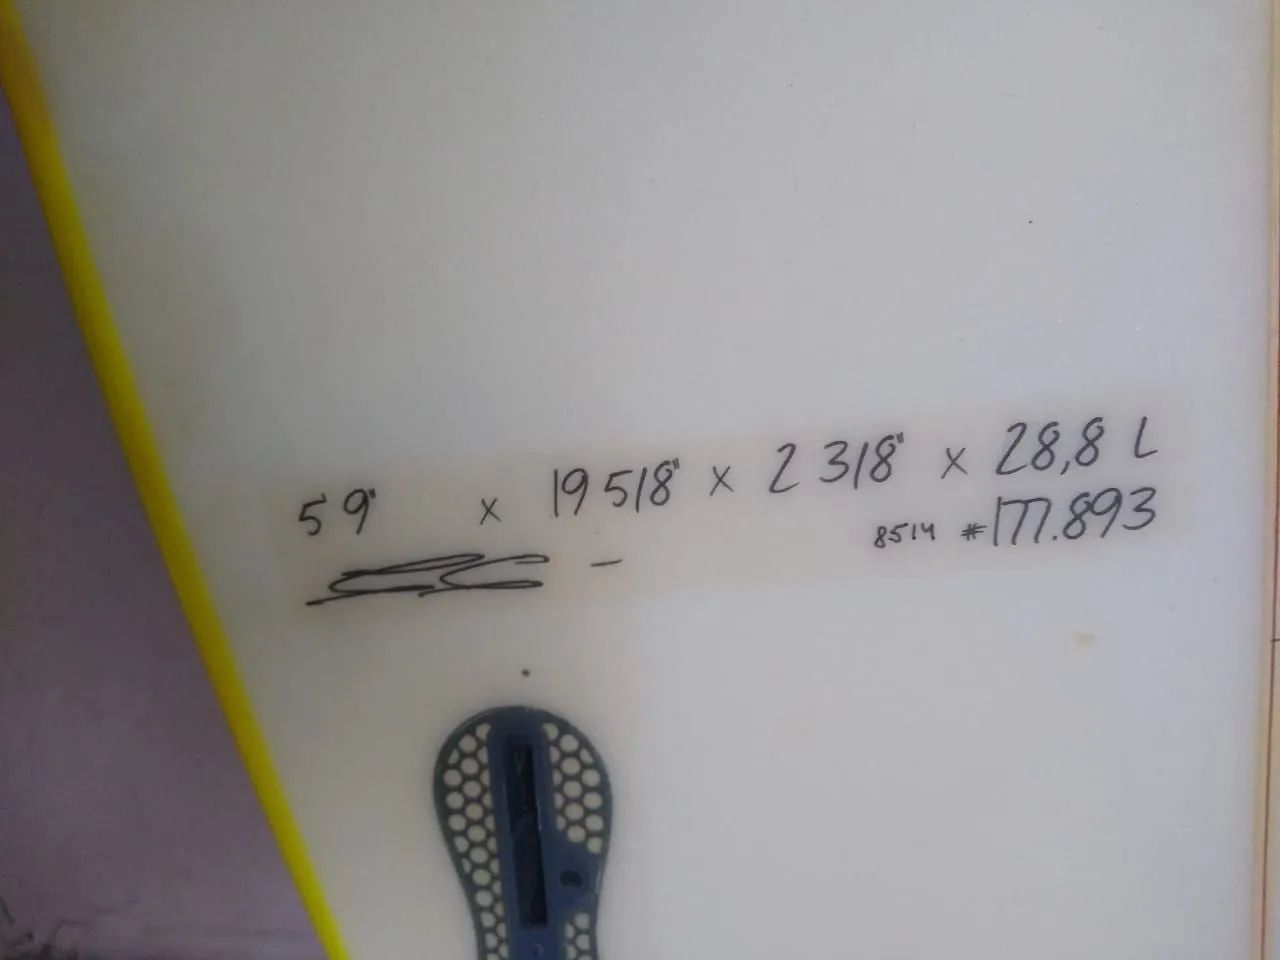 5 9" x 19 5/8" x 2 3/8" x 28,8 L
8514 #177.893